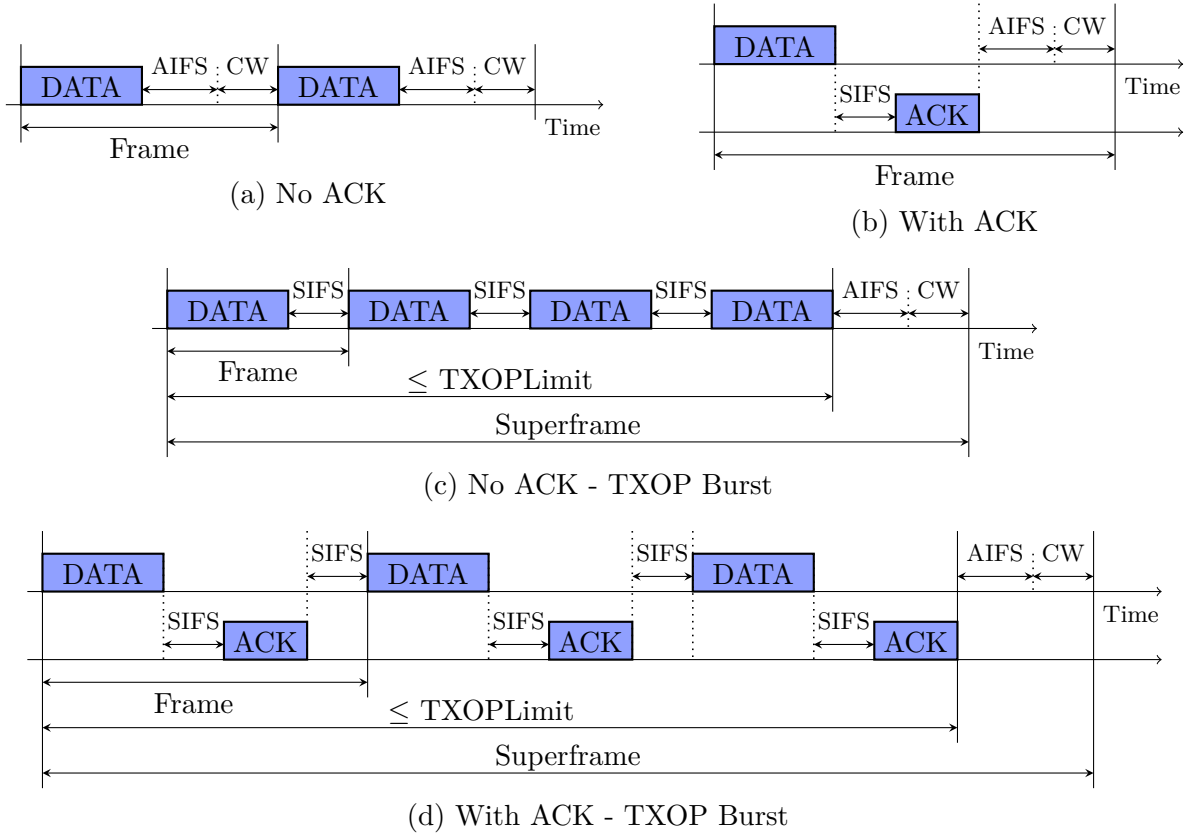 DATA AIFS CW DATA AIFS CW
Time
Frame
(a) No ACK
DATA AIFS CW
Time
SIFS ACK
Frame
(b) With ACK
DATA SIFS DATA SIFS DATA SIFS DATA AIFS CW
Time
Frame
≤ TXOPLimit
Superframe
(c) No ACK - TXOP Burst
DATA SIFS DATA SIFS DATA AIFS CW
Time
SIFS ACK SIFS ACK SIFS ACK
Frame
≤ TXOPLimit
Superframe
(d) With ACK - TXOP Burst